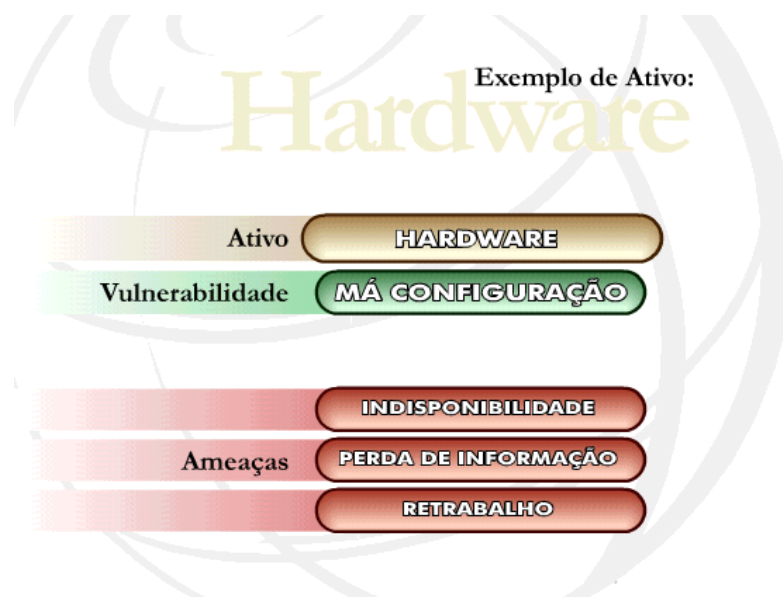 Exemplo de Ativo:
Hardware
Ativo HARDWARE
Vulnerabilidade MÁ CONFIGURAÇÃO
INDISPONIBILIDADE
Ameaças PERDA DE INFORMAÇÃO
RETRABALHO